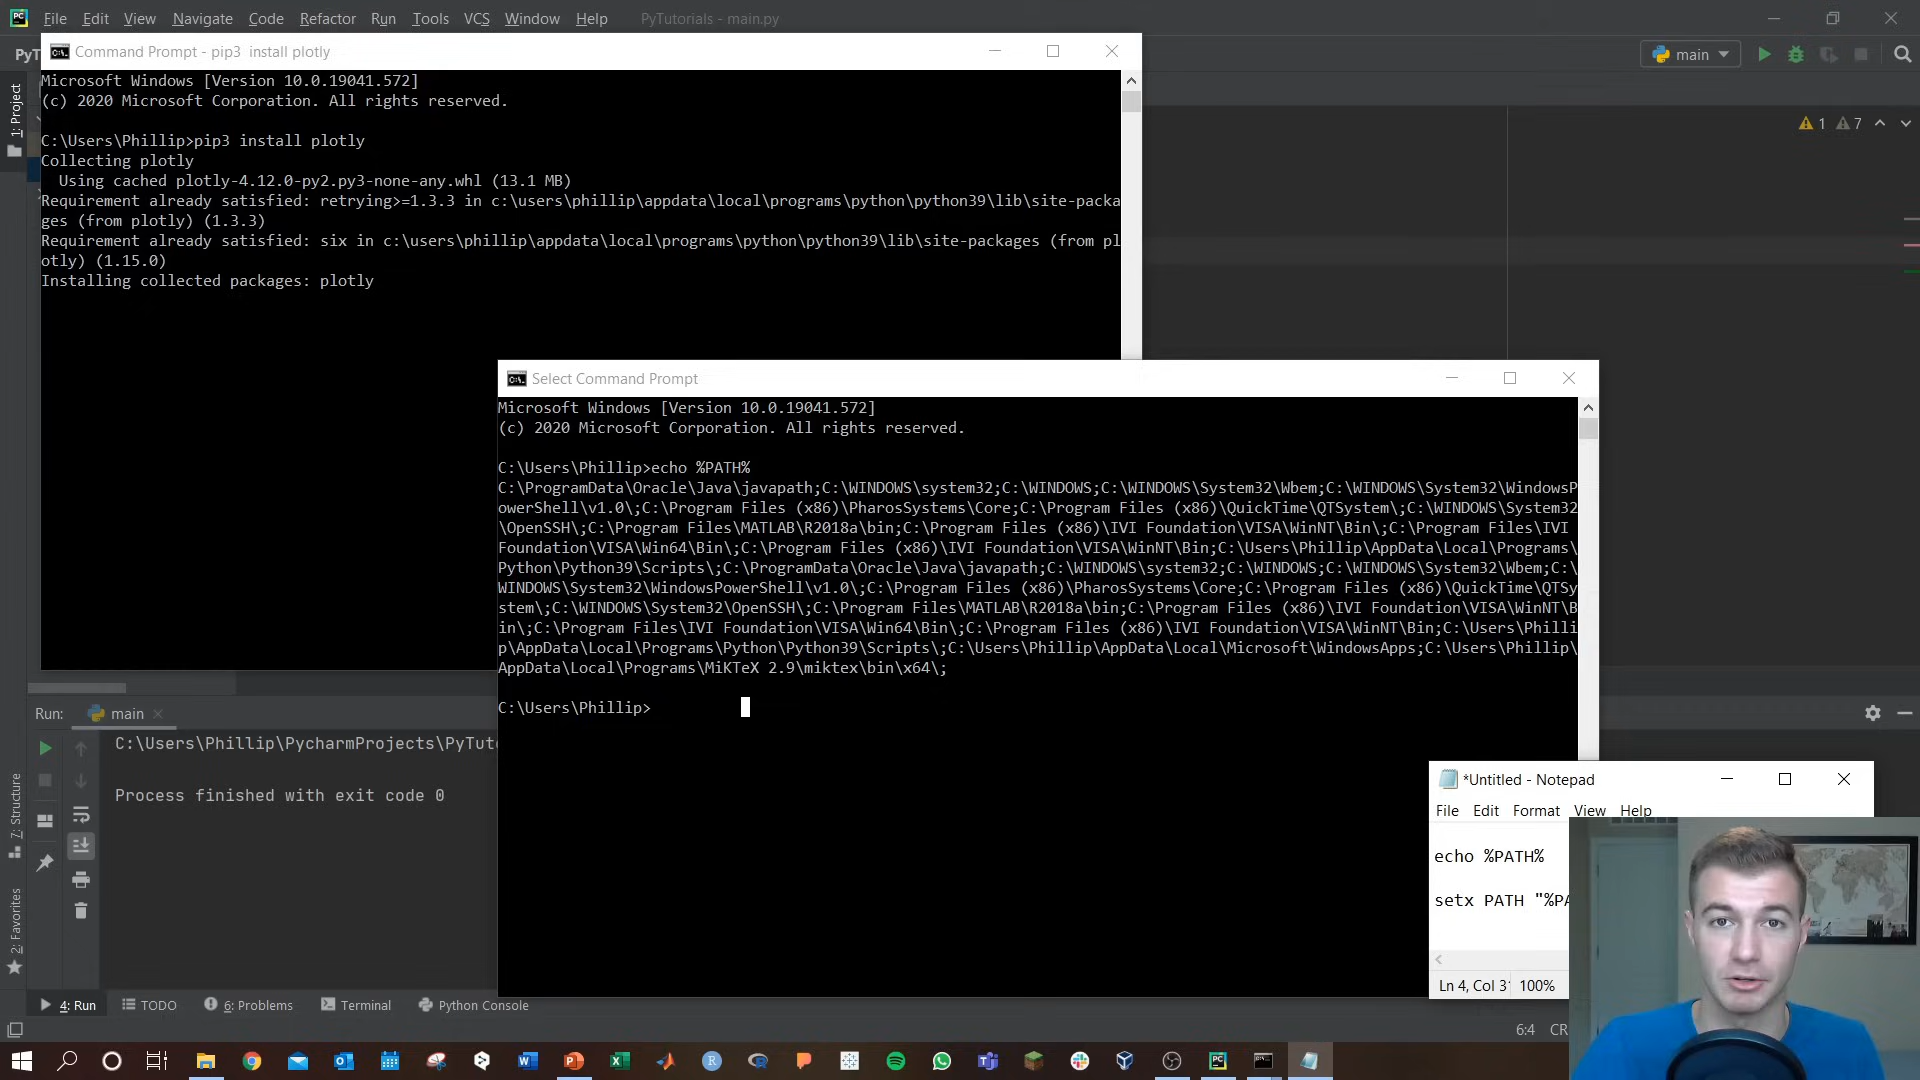 File Edit View Navigate Code Refactor Run Tools VCS Window Help PyTutorials - main.py
PyT
main
Command Prompt - pip3 install plotly
Microsoft Windows [Version 10.0.19041.572]
(c) 2020 Microsoft Corporation. All rights reserved.
C:\Users\Phillip>pip3 install plotly
Collecting plotly
Using cached plotly-4.12.0-py2.py3-none-any.whl (13.1 MB)
Requirement already satisfied: retrying>=1.3.3 in c:\users\phillip\appdata\local\programs\python\python39\lib\site-packa
ges (from plotly) (1.3.3)
Requirement already satisfied: six in c:\users\phillip\appdata\local\programs\python\python39\lib\site-packages (from pl
otly) (1.15.0)
Installing collected packages: plotly
1: Project
1 7
Select Command Prompt
Microsoft Windows [Version 10.0.19041.572]
(c) 2020 Microsoft Corporation. All rights reserved.
C:\Users\Phillip>echo %PATH%
C:\ProgramData\Oracle\Java\javapath;C:\WINDOWS\system32;C:\WINDOWS;C:\WINDOWS\System32\Wbem;C:\WINDOWS\System32\WindowsP
owerShell\v1.0\;C:\Program Files (x86)\PharosSystems\Core;C:\Program Files (x86)\QuickTime\QTSystem\;C:\WINDOWS\System32
\OpenSSH\;C:\Program Files\MATLAB\R2018a\bin;C:\Program Files (x86)\IVI Foundation\VISA\WinNT\Bin\;C:\Program Files\IVI
Foundation\VISA\Win64\Bin\;C:\Program Files (x86)\IVI Foundation\VISA\WinNT\Bin;C:\Users\Phillip\AppData\Local\Programs\
Python\Python39\Scripts\;C:\ProgramData\Oracle\Java\javapath;C:\WINDOWS\system32;C:\WINDOWS;C:\WINDOWS\System32\Wbem;C:\
WINDOWS\System32\WindowsPowerShell\v1.0\;C:\Program Files (x86)\PharosSystems\Core;C:\Program Files (x86)\QuickTime\QTSy
stem\;C:\WINDOWS\System32\OpenSSH\;C:\Program Files\MATLAB\R2018a\bin;C:\Program Files (x86)\IVI Foundation\VISA\WinNT\B
in\;C:\Program Files\IVI Foundation\VISA\Win64\Bin\;C:\Program Files (x86)\IVI Foundation\VISA\WinNT\Bin;C:\Users\Philli
p\AppData\Local\Programs\Python\Python39\Scripts\;C:\Users\Phillip\AppData\Local\Microsoft\WindowsApps;C:\Users\Phillip\
AppData\Local\Programs\MiKTeX 2.9\miktex\bin\x64\;
C:\Users\Phillip>
Run: main
C:\Users\Phillip\PycharmProjects\PyTuto
Process finished with exit code 0
7: Structure
2: Favorites
*Untitled - Notepad
File Edit Format View Help
echo %PATH%
setx PATH "%PA
Ln 4, Col 31 100%
4: Run TODO 6: Problems Terminal Python Console
6:4 CR